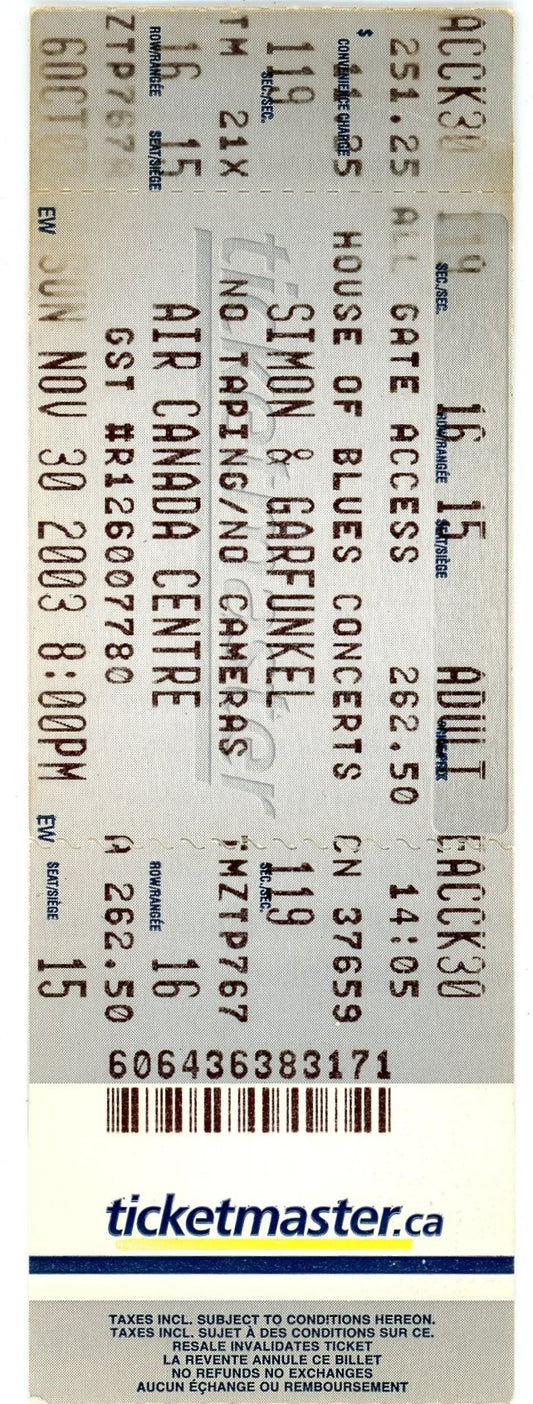 ACCK30
$ 251.25
CONVENIENCE CHARGE
11.25
SEC./SEC.
119
TM 21X
ROW/RANGÉE SEAT/SIÈGE
16 15
119 16 15 ADULT
SEC./SEC. ROW/RANGÉE SEAT/SIÈGE
ALL GATE ACCESS 262.50
HOUSE OF BLUES CONCERTS
SIMON & GARFUNKEL
ticketmaster
NO TAPING/NO CAMERAS
AIR CANADA CENTRE
GST #R126007780
SUN NOV 30 2003 8:00PM
EW
EW
EACCK30
14:05
CN 37659
119
SEC./SEC.
TMZTP767
16
ROW/RANGÉE
A 262.50
SEAT/SIÈGE
15
606436383171
ticketmaster.ca
TAXES INCL. SUBJECT TO CONDITIONS HEREON.
TAXES INCL. SUJET À DES CONDITIONS SUR CE.
RESALE INVALIDATES TICKET
LA REVENTE ANNULE CE BILLET
NO REFUNDS NO EXCHANGES
AUCUN ÉÇHANGE OU REMBOURSEMENT